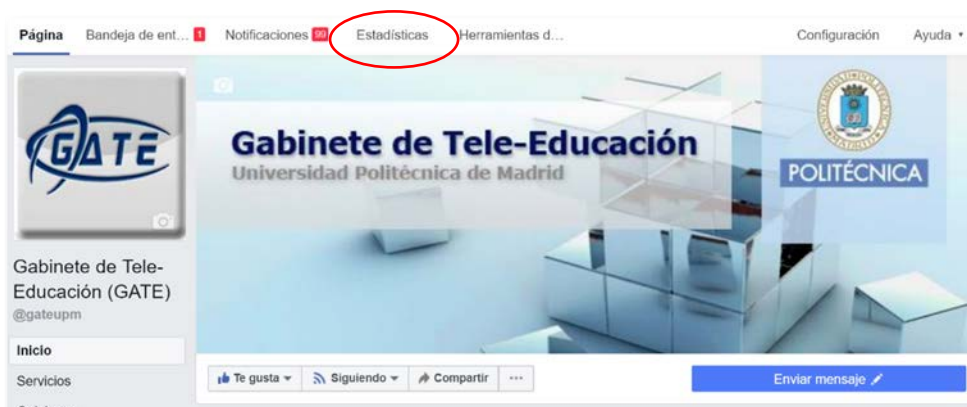 Página Bandeja de ent... 1 Notificaciones 99 Estadísticas Herramientas d... Configuración Ayuda
GATE
Gabinete de Tele-Educación
Universidad Politécnica de Madrid
POLITÉCNICA
Gabinete de Tele-
Educación (GATE)
@gateupm
Inicio
Servicios
Te gusta Siguiendo Compartir ... Enviar mensaje